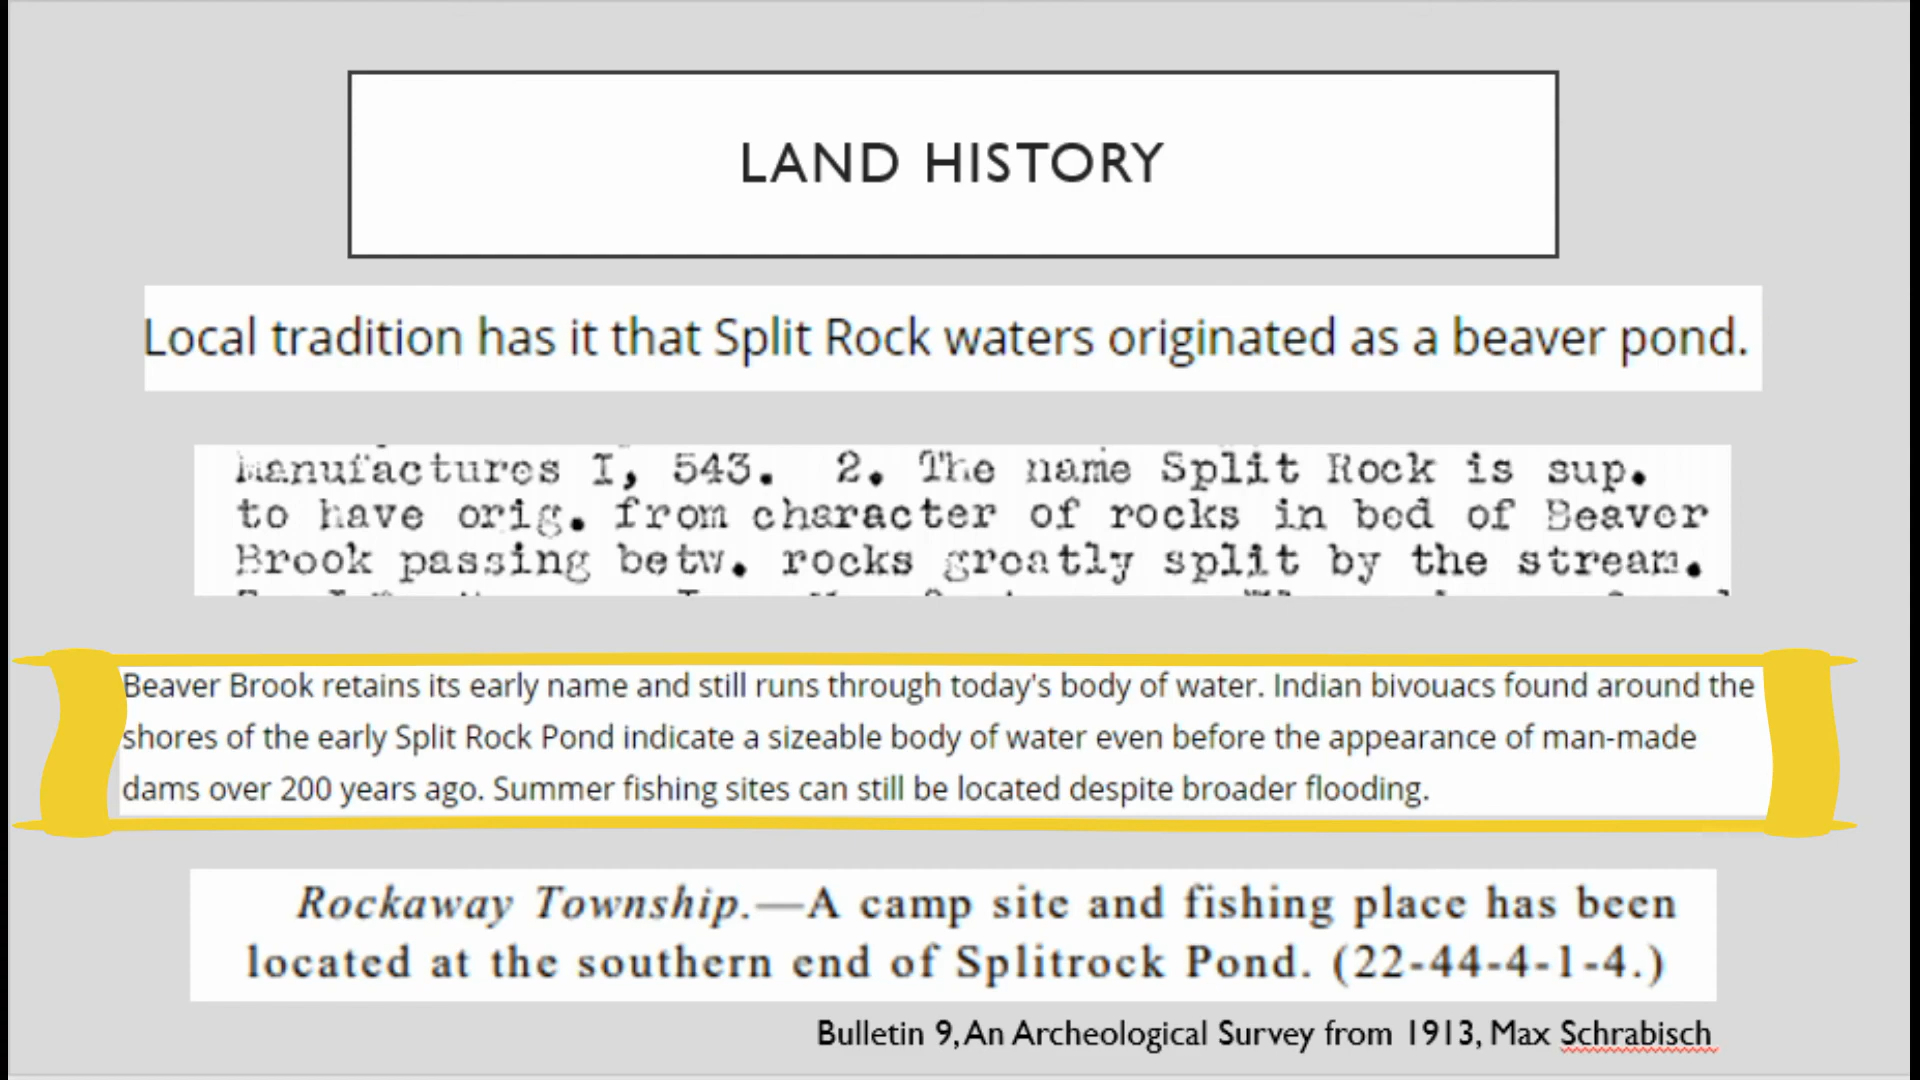 LAND HISTORY
Local tradition has it that Split Rock waters originated as a beaver pond.
Manufactures I, 543. 2. The name Split Rock is sup.
to have orig. from character of rocks in bed of Beaver
Brook passing betw. rocks greatly split by the stream.
Beaver Brook retains its early name and still runs through today's body of water. Indian bivouacs found around the
shores of the early Split Rock Pond indicate a sizeable body of water even before the appearance of man-made
dams over 200 years ago. Summer fishing sites can still be located despite broader flooding.
Rockaway Township.—A camp site and fishing place has been
located at the southern end of Splitrock Pond. (22-44-4-1-4.)
Bulletin 9, An Archeological Survey from 1913, Max Schrabisch